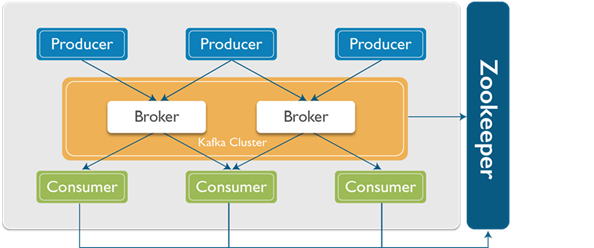 Producer
Producer
Producer
Broker
Broker
Kafka Cluster
Consumer
Consumer
Consumer
Zookeeper